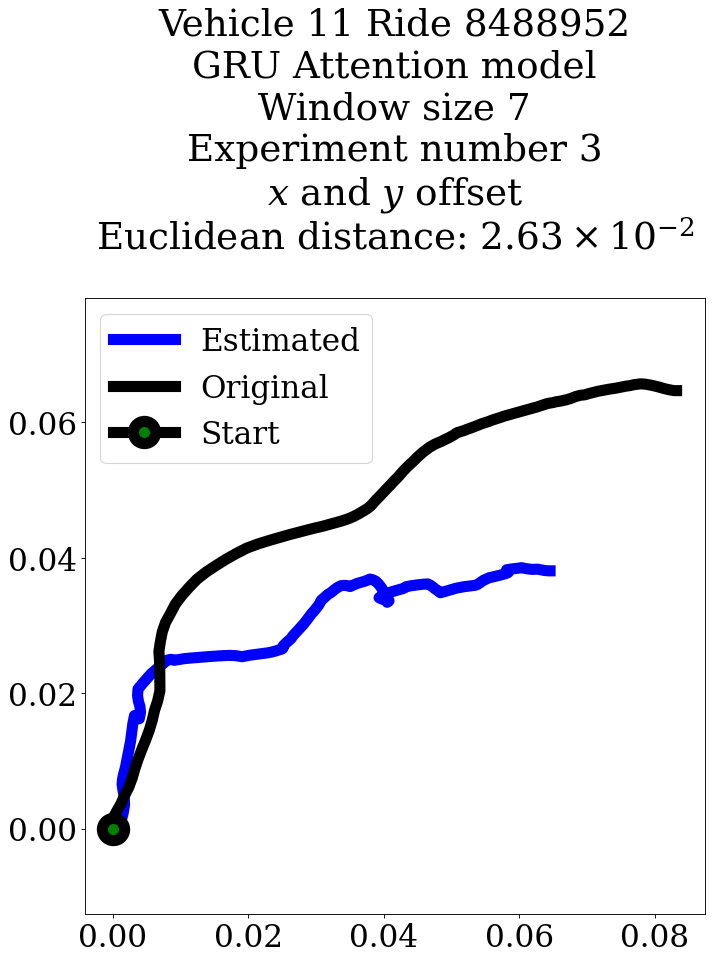 Vehicle 11 Ride 8488952
GRU Attention model
Window size 7
Experiment number 3
x and y offset
Euclidean distance: 2.63 × 10⁻²
Estimated
Original
Start
0.06
0.04
0.02
0.00
0.00 0.02 0.04 0.06 0.08